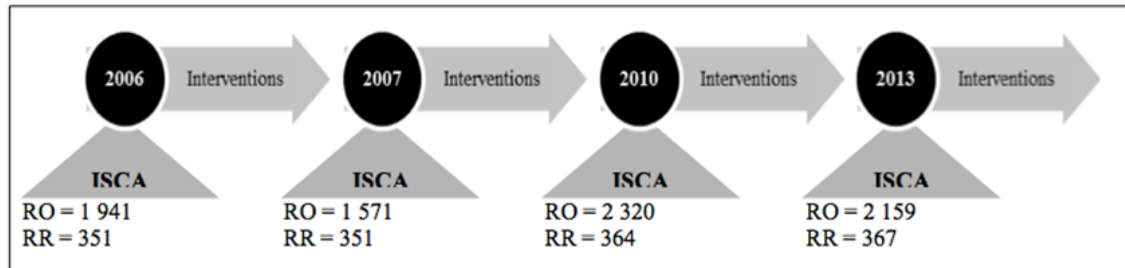 2006 Interventions 2007 Interventions 2010 Interventions 2013 Interventions
ISCA ISCA ISCA ISCA
RO = 1 941 RO = 1 571 RO = 2 320 RO = 2 159
RR = 351 RR = 351 RR = 364 RR = 367